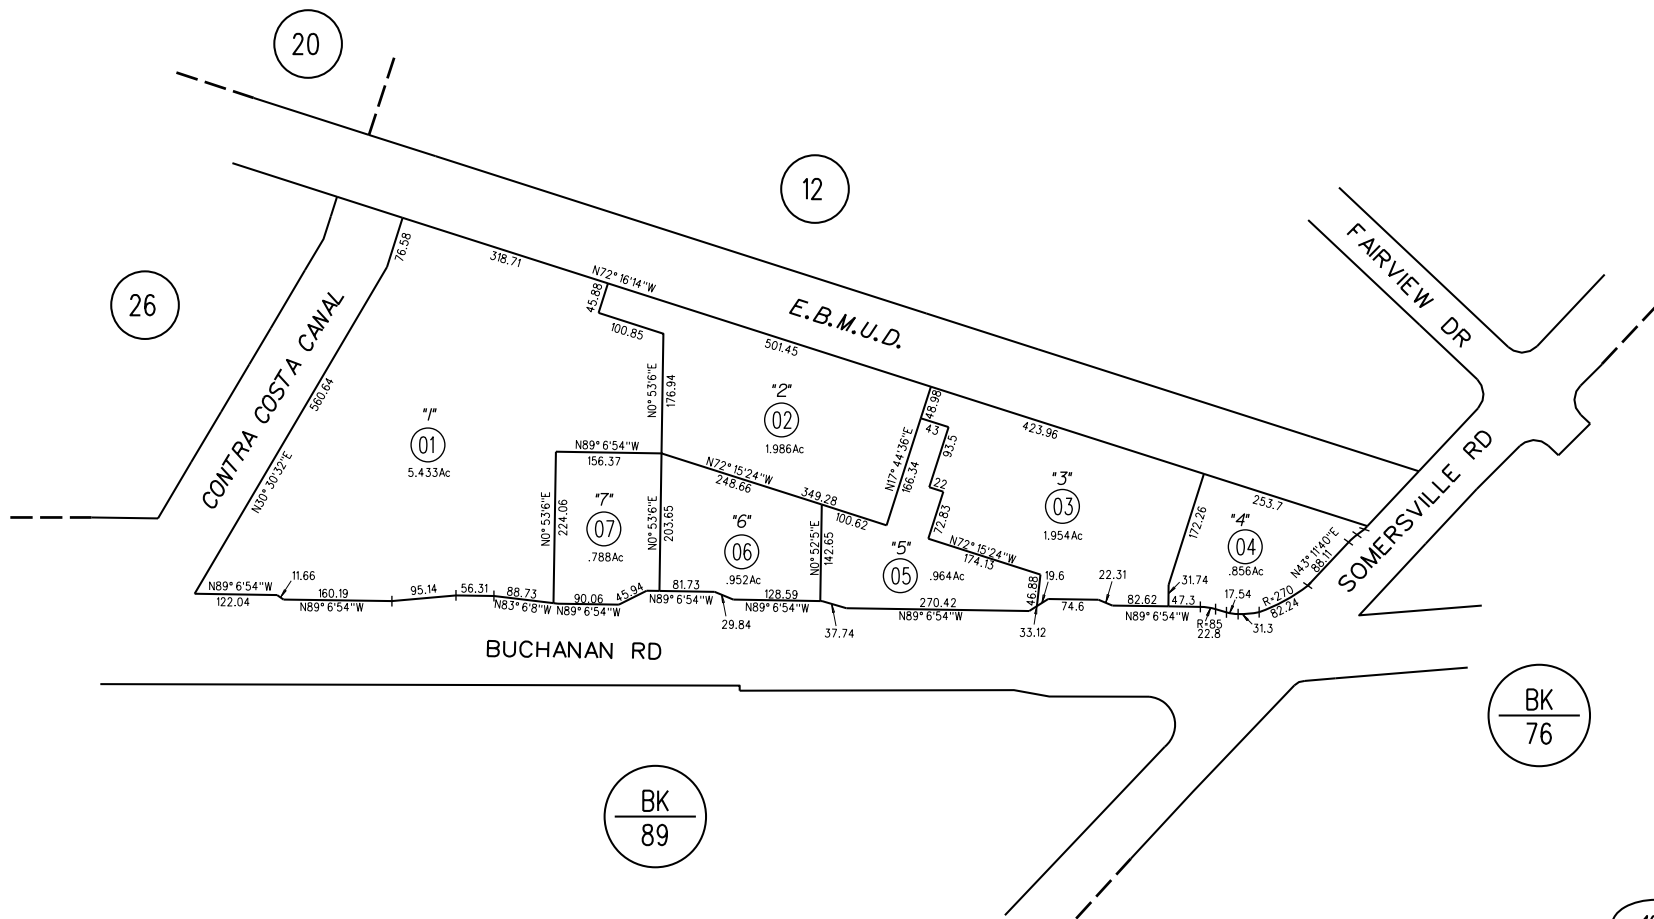 20
12
26
FAIRVIEW DR
E.B.M.U.D.
CONTRA COSTA CANAL
SOMERSVILLE RD
BUCHANAN RD
76.58
318.71
N72°16'14"W
45.88
100.85
501.45
560.64
N30°30'32"E
"1"
01
5.433Ac
N0°53'6"E
176.94
"2"
02
1.986Ac
48.98
43
93.5
423.96
N17°44'36"E
166.34
22
72.83
N89°6'54"W
156.37
N72°15'24"W
248.66
349.28
100.62
"3"
03
1.954Ac
N72°15'24"W
174.13
172.26
253.7
"4"
04
.856Ac
N43°11'40"E
88.11
N0°53'6"E
224.06
"7"
07
.788Ac
N0°53'6"E
203.65
"6"
06
.952Ac
N0°52'5"E
142.65
"5"
05
.964Ac
46.88
19.6
22.31
31.74
N89°6'54"W
122.04
11.66
160.19
N89°6'54"W
95.14
56.31
88.73
N83°6'8"W
90.06
N89°6'54"W
45.94
81.73
N89°6'54"W
29.84
128.59
N89°6'54"W
37.74
270.42
N89°6'54"W
33.12
74.6
82.62
N89°6'54"W
47.3
R=85
22.8
17.54
31.3
R=270
82.24
BK
76
BK
89